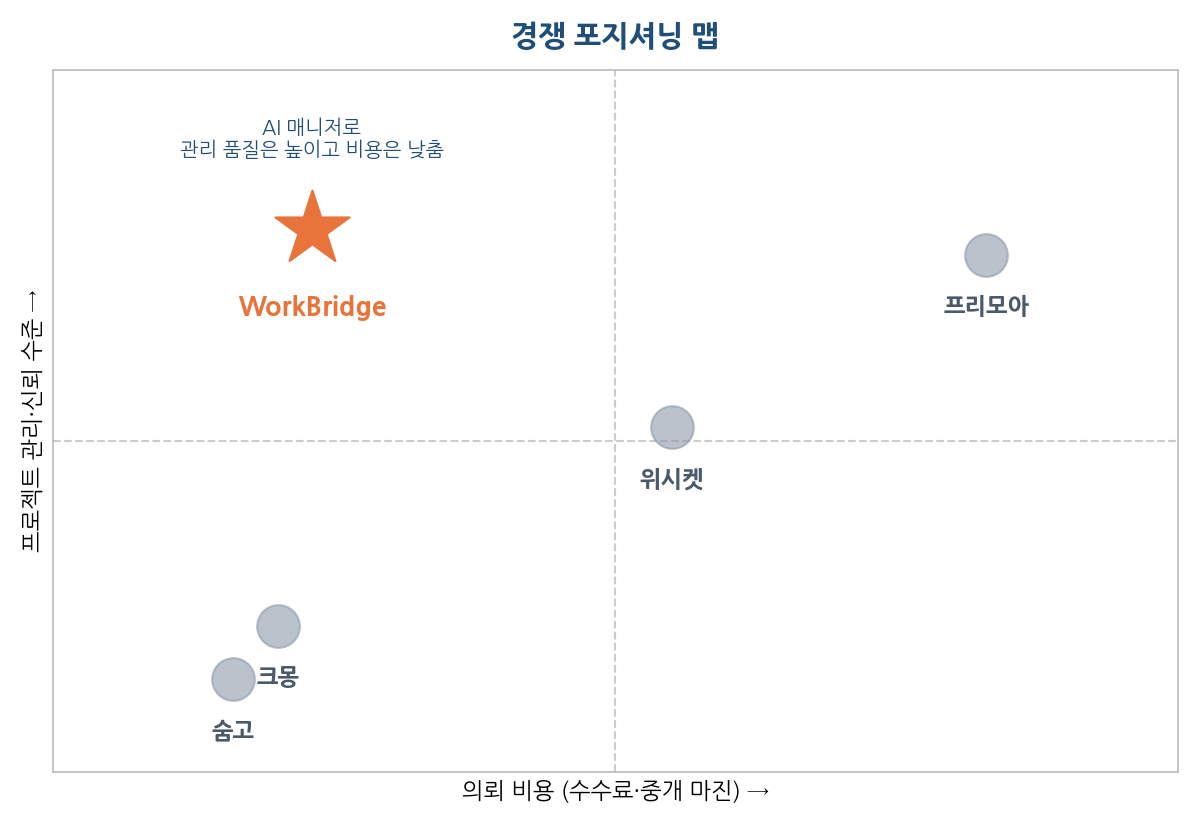 경쟁 포지셔닝 맵
AI 매니저로
관리 품질은 높이고 비용은 낮춤
WorkBridge
프리모아
위시켓
크몽
숨고
프로젝트 관리·신뢰 수준 →
의뢰 비용 (수수료·중개 마진) →